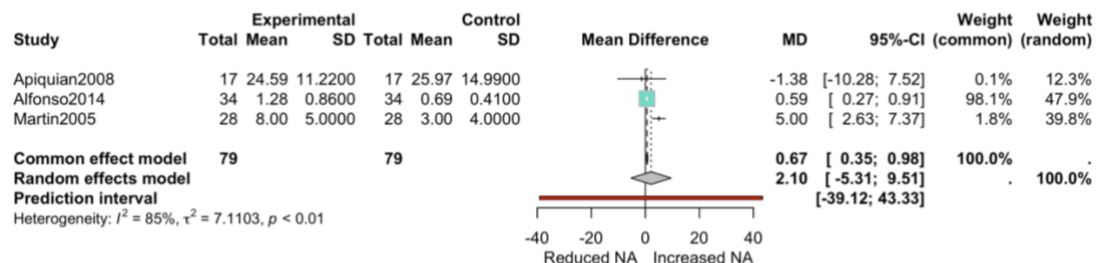 Experimental Control Weight Weight
Study Total Mean SD Total Mean SD Mean Difference MD 95%-CI (common) (random)
Apiquian2008 17 24.59 11.2200 17 25.97 14.9900 -1.38 [-10.28; 7.52] 0.1% 12.3%
Alfonso2014 34 1.28 0.8600 34 0.69 0.4100 0.59 [ 0.27; 0.91] 98.1% 47.9%
Martin2005 28 8.00 5.0000 28 3.00 4.0000 5.00 [ 2.63; 7.37] 1.8% 39.8%
Common effect model 79 79 0.67 [ 0.35; 0.98] 100.0% .
Random effects model 2.10 [ -5.31; 9.51] . 100.0%
Prediction interval [-39.12; 43.33]
Heterogeneity: I² = 85%, τ² = 7.1103, p < 0.01
-40 -20 0 20 40
Reduced NA Increased NA